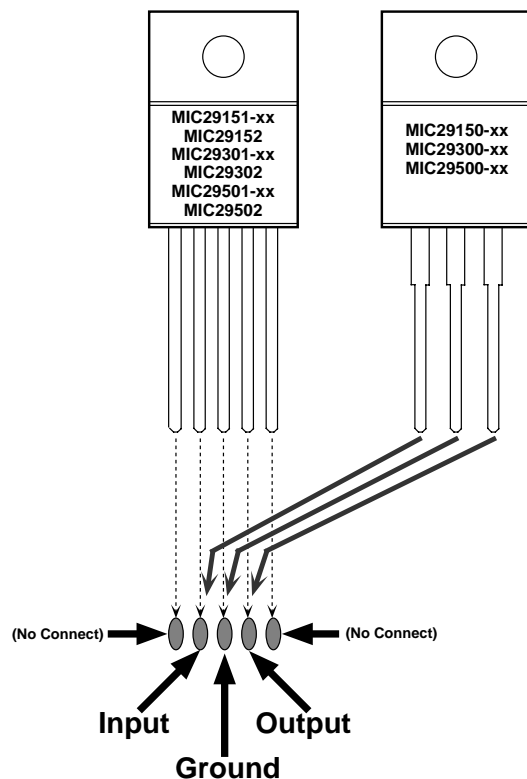 MIC29151-xx
MIC29152
MIC29301-xx
MIC29302
MIC29501-xx
MIC29502
MIC29150-xx
MIC29300-xx
MIC29500-xx
(No Connect)
(No Connect)
Input
Output
Ground